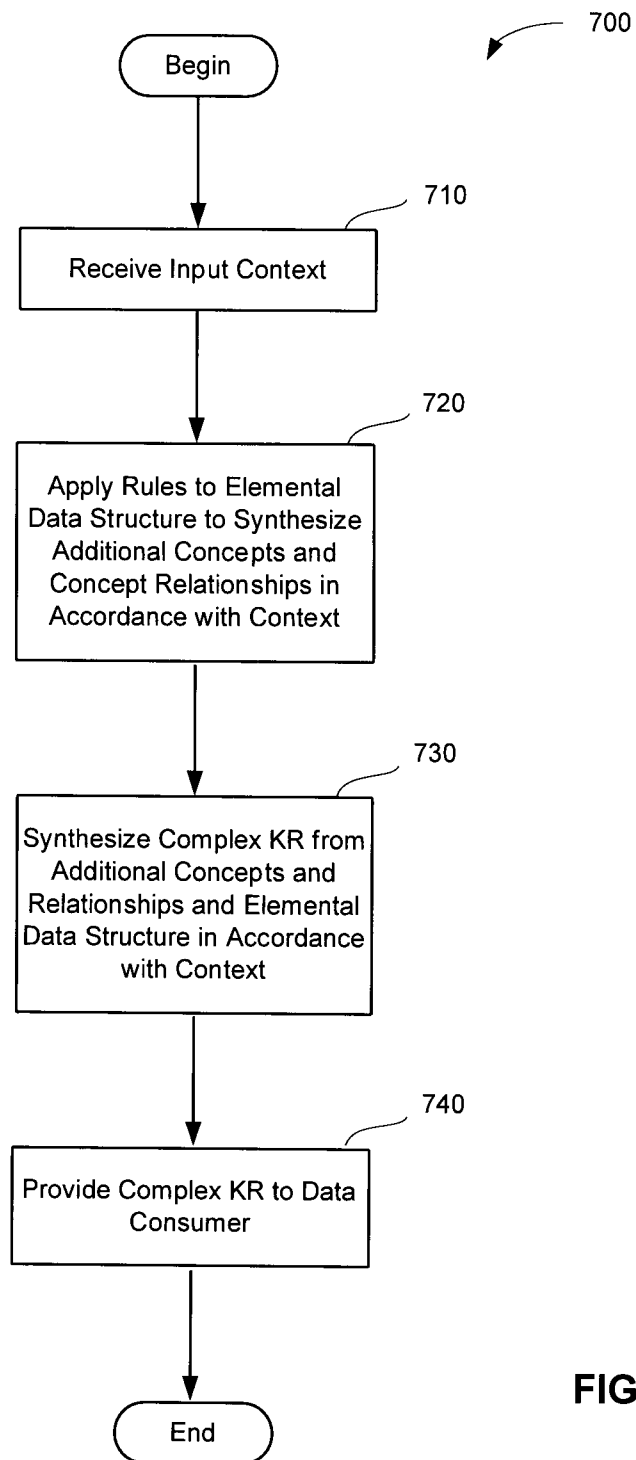 700
Begin
710
Receive Input Context
720
Apply Rules to Elemental
Data Structure to Synthesize
Additional Concepts and
Concept Relationships in
Accordance with Context
730
Synthesize Complex KR from
Additional Concepts and
Relationships and Elemental
Data Structure in Accordance
with Context
740
Provide Complex KR to Data
Consumer
FIG
End